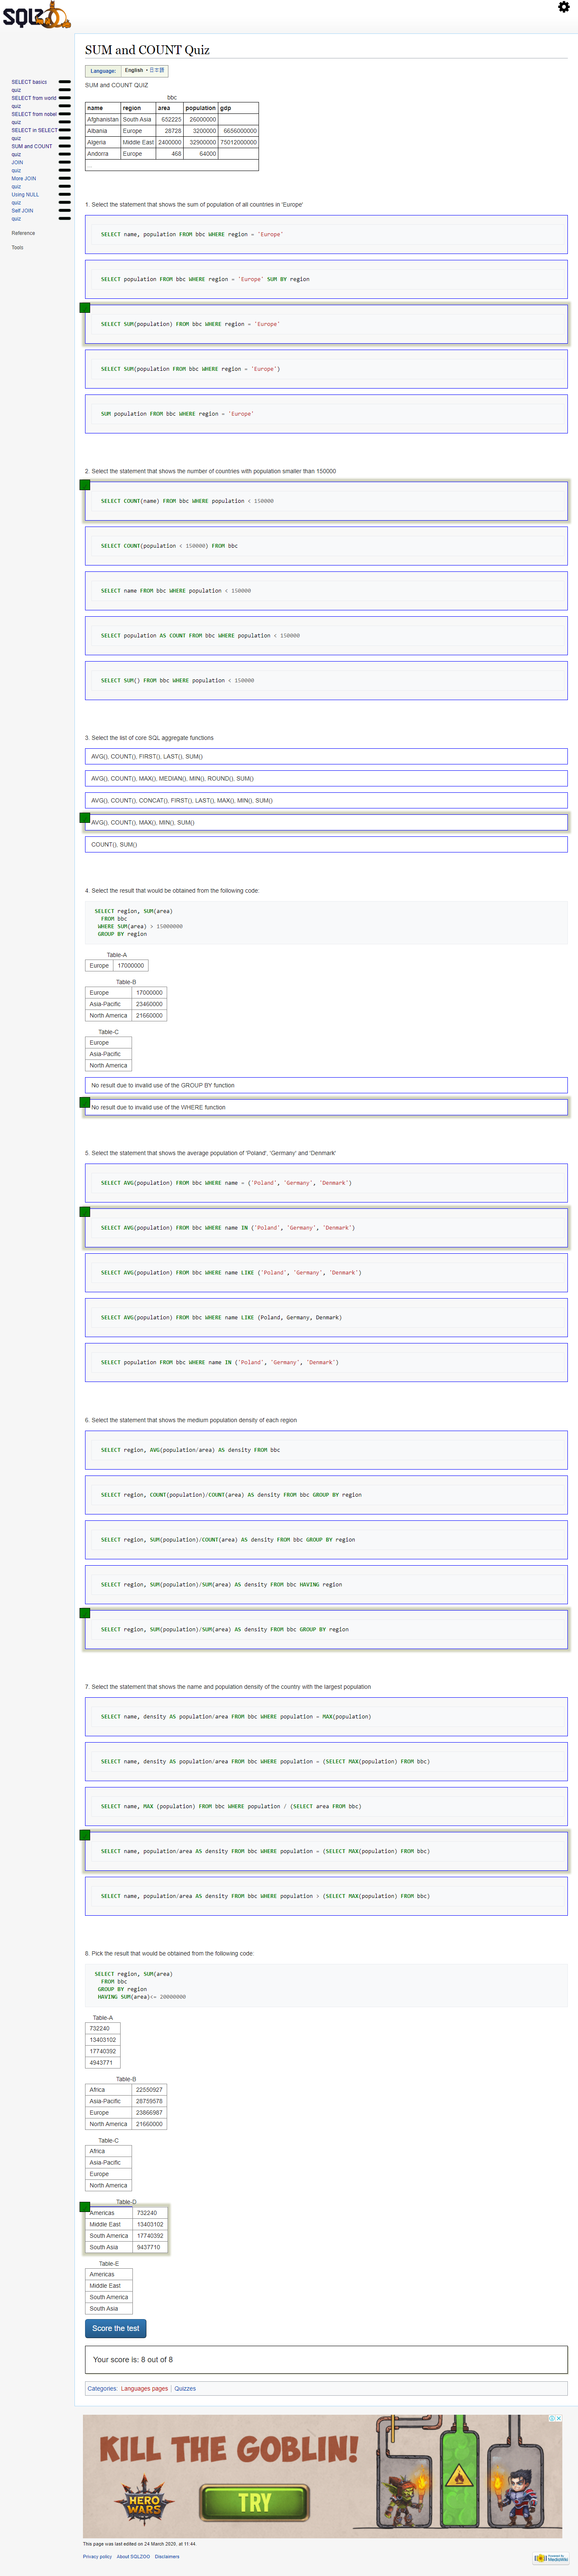 SQLZOO
SELECT basics
quiz
SELECT from world
quiz
SELECT from nobel
quiz
SELECT in SELECT
quiz
SUM and COUNT
quiz
JOIN
quiz
More JOIN
quiz
Using NULL
quiz
Self JOIN
quiz
Reference
Tools
SUM and COUNT Quiz
Language: English • 日本語
SUM and COUNT QUIZ
bbc
name region area population gdp
Afghanistan South Asia 652225 26000000
Albania Europe 28728 3200000 6656000000
Algeria Middle East 2400000 32900000 75012000000
Andorra Europe 468 64000
...
1. Select the statement that shows the sum of population of all countries in 'Europe'
SELECT name, population FROM bbc WHERE region = 'Europe'
SELECT population FROM bbc WHERE region = 'Europe' SUM BY region
SELECT SUM(population) FROM bbc WHERE region = 'Europe'
SELECT SUM(population FROM bbc WHERE region = 'Europe')
SUM population FROM bbc WHERE region = 'Europe'
2. Select the statement that shows the number of countries with population smaller than 150000
SELECT COUNT(name) FROM bbc WHERE population < 150000
SELECT COUNT(population < 150000) FROM bbc
SELECT name FROM bbc WHERE population < 150000
SELECT population AS COUNT FROM bbc WHERE population < 150000
SELECT SUM() FROM bbc WHERE population < 150000
3. Select the list of core SQL aggregate functions
AVG(), COUNT(), FIRST(), LAST(), SUM()
AVG(), COUNT(), MAX(), MEDIAN(), MIN(), ROUND(), SUM()
AVG(), COUNT(), CONCAT(), FIRST(), LAST(), MAX(), MIN(), SUM()
AVG(), COUNT(), MAX(), MIN(), SUM()
COUNT(), SUM()
4. Select the result that would be obtained from the following code:
SELECT region, SUM(area)
FROM bbc
WHERE SUM(area) > 15000000
GROUP BY region
Table-A
Europe 17000000
Table-B
Europe 17000000
Asia-Pacific 23460000
North America 21660000
Table-C
Europe
Asia-Pacific
North America
No result due to invalid use of the GROUP BY function
No result due to invalid use of the WHERE function
5. Select the statement that shows the average population of 'Poland', 'Germany' and 'Denmark'
SELECT AVG(population) FROM bbc WHERE name = ('Poland', 'Germany', 'Denmark')
SELECT AVG(population) FROM bbc WHERE name IN ('Poland', 'Germany', 'Denmark')
SELECT AVG(population) FROM bbc WHERE name LIKE ('Poland', 'Germany', 'Denmark')
SELECT AVG(population) FROM bbc WHERE name LIKE (Poland, Germany, Denmark)
SELECT population FROM bbc WHERE name IN ('Poland', 'Germany', 'Denmark')
6. Select the statement that shows the medium population density of each region
SELECT region, AVG(population/area) AS density FROM bbc
SELECT region, COUNT(population)/COUNT(area) AS density FROM bbc GROUP BY region
SELECT region, SUM(population)/COUNT(area) AS density FROM bbc GROUP BY region
SELECT region, SUM(population)/SUM(area) AS density FROM bbc HAVING region
SELECT region, SUM(population)/SUM(area) AS density FROM bbc GROUP BY region
7. Select the statement that shows the name and population density of the country with the largest population
SELECT name, density AS population/area FROM bbc WHERE population = MAX(population)
SELECT name, density AS population/area FROM bbc WHERE population = (SELECT MAX(population) FROM bbc)
SELECT name, MAX (population) FROM bbc WHERE population / (SELECT area FROM bbc)
SELECT name, population/area AS density FROM bbc WHERE population = (SELECT MAX(population) FROM bbc)
SELECT name, population/area AS density FROM bbc WHERE population > (SELECT MAX(population) FROM bbc)
8. Pick the result that would be obtained from the following code:
SELECT region, SUM(area)
FROM bbc
GROUP BY region
HAVING SUM(area)<= 20000000
Table-A
732240
13403102
17740392
4943771
Table-B
Africa 22550927
Asia-Pacific 28759578
Europe 23866987
North America 21660000
Table-C
Africa
Asia-Pacific
Europe
North America
Table-D
Americas 732240
Middle East 13403102
South America 17740392
South Asia 9437710
Table-E
Americas
Middle East
South America
South Asia
Score the test
Your score is: 8 out of 8
Categories: Languages pages | Quizzes
KILL THE GOBLIN!
HERO WARS
TRY
This page was last edited on 24 March 2020, at 11:44.
Privacy policy About SQLZOO Disclaimers
Powered by MediaWiki